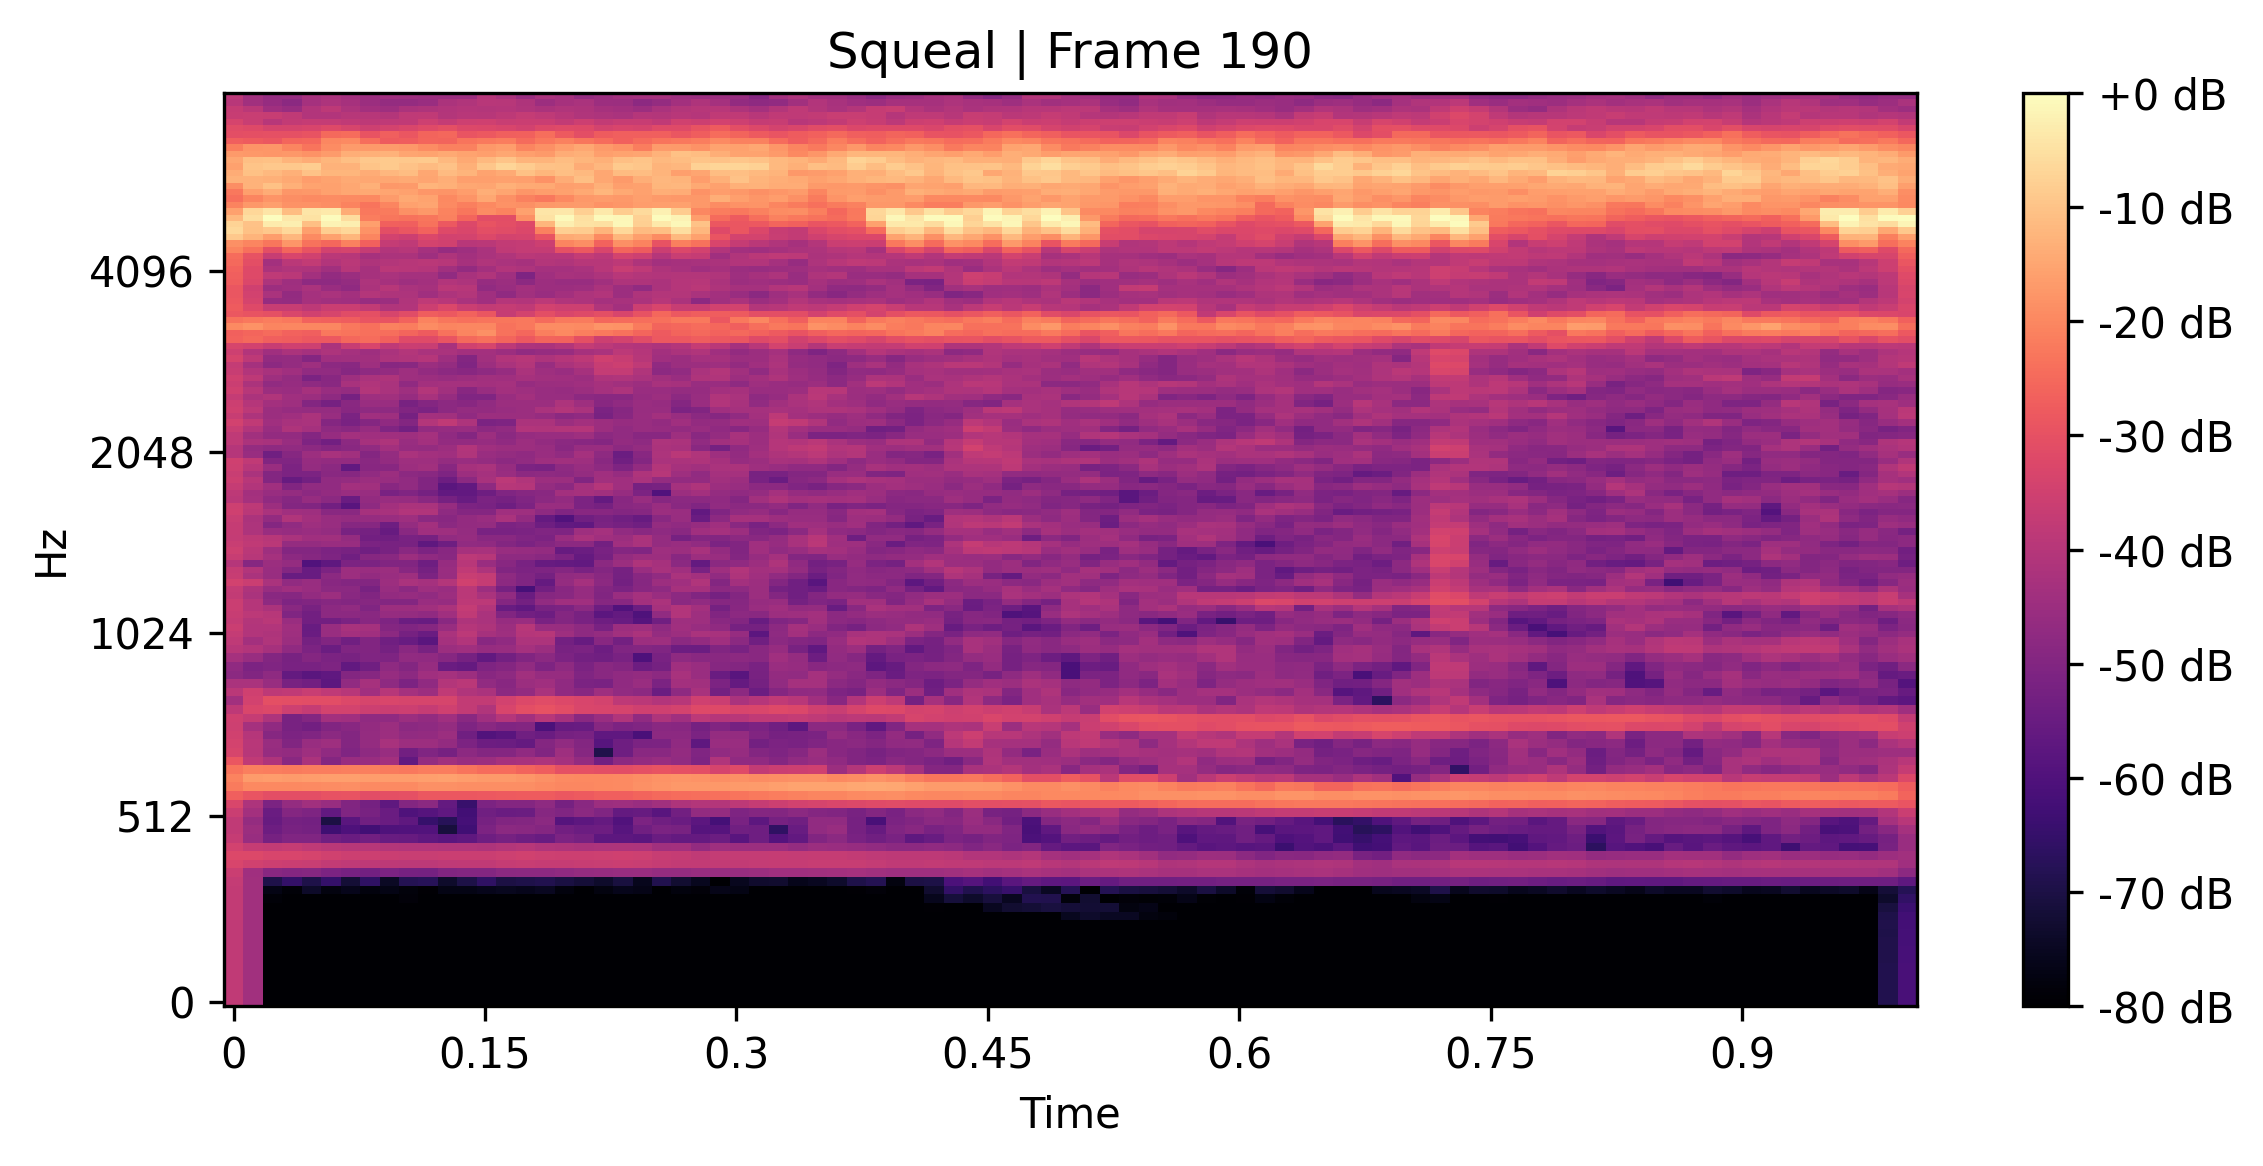 Squeal | Frame 190
Hz
4096
2048
1024
512
0
0 0.15 0.3 0.45 0.6 0.75 0.9
Time
+0 dB
-10 dB
-20 dB
-30 dB
-40 dB
-50 dB
-60 dB
-70 dB
-80 dB